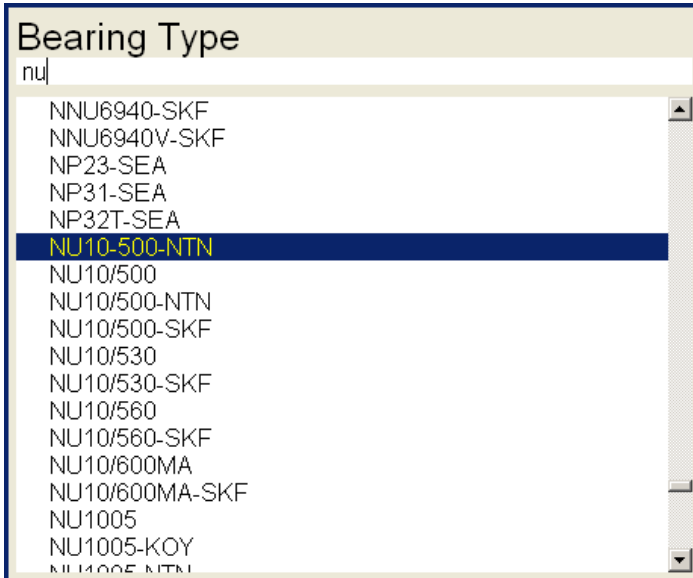 Bearing Type
nu
NNU6940-SKF
NNU6940V-SKF
NP23-SEA
NP31-SEA
NP32T-SEA
NU10-500-NTN
NU10/500
NU10/500-NTN
NU10/500-SKF
NU10/530
NU10/530-SKF
NU10/560
NU10/560-SKF
NU10/600MA
NU10/600MA-SKF
NU1005
NU1005-KOY
NU1005-NTN